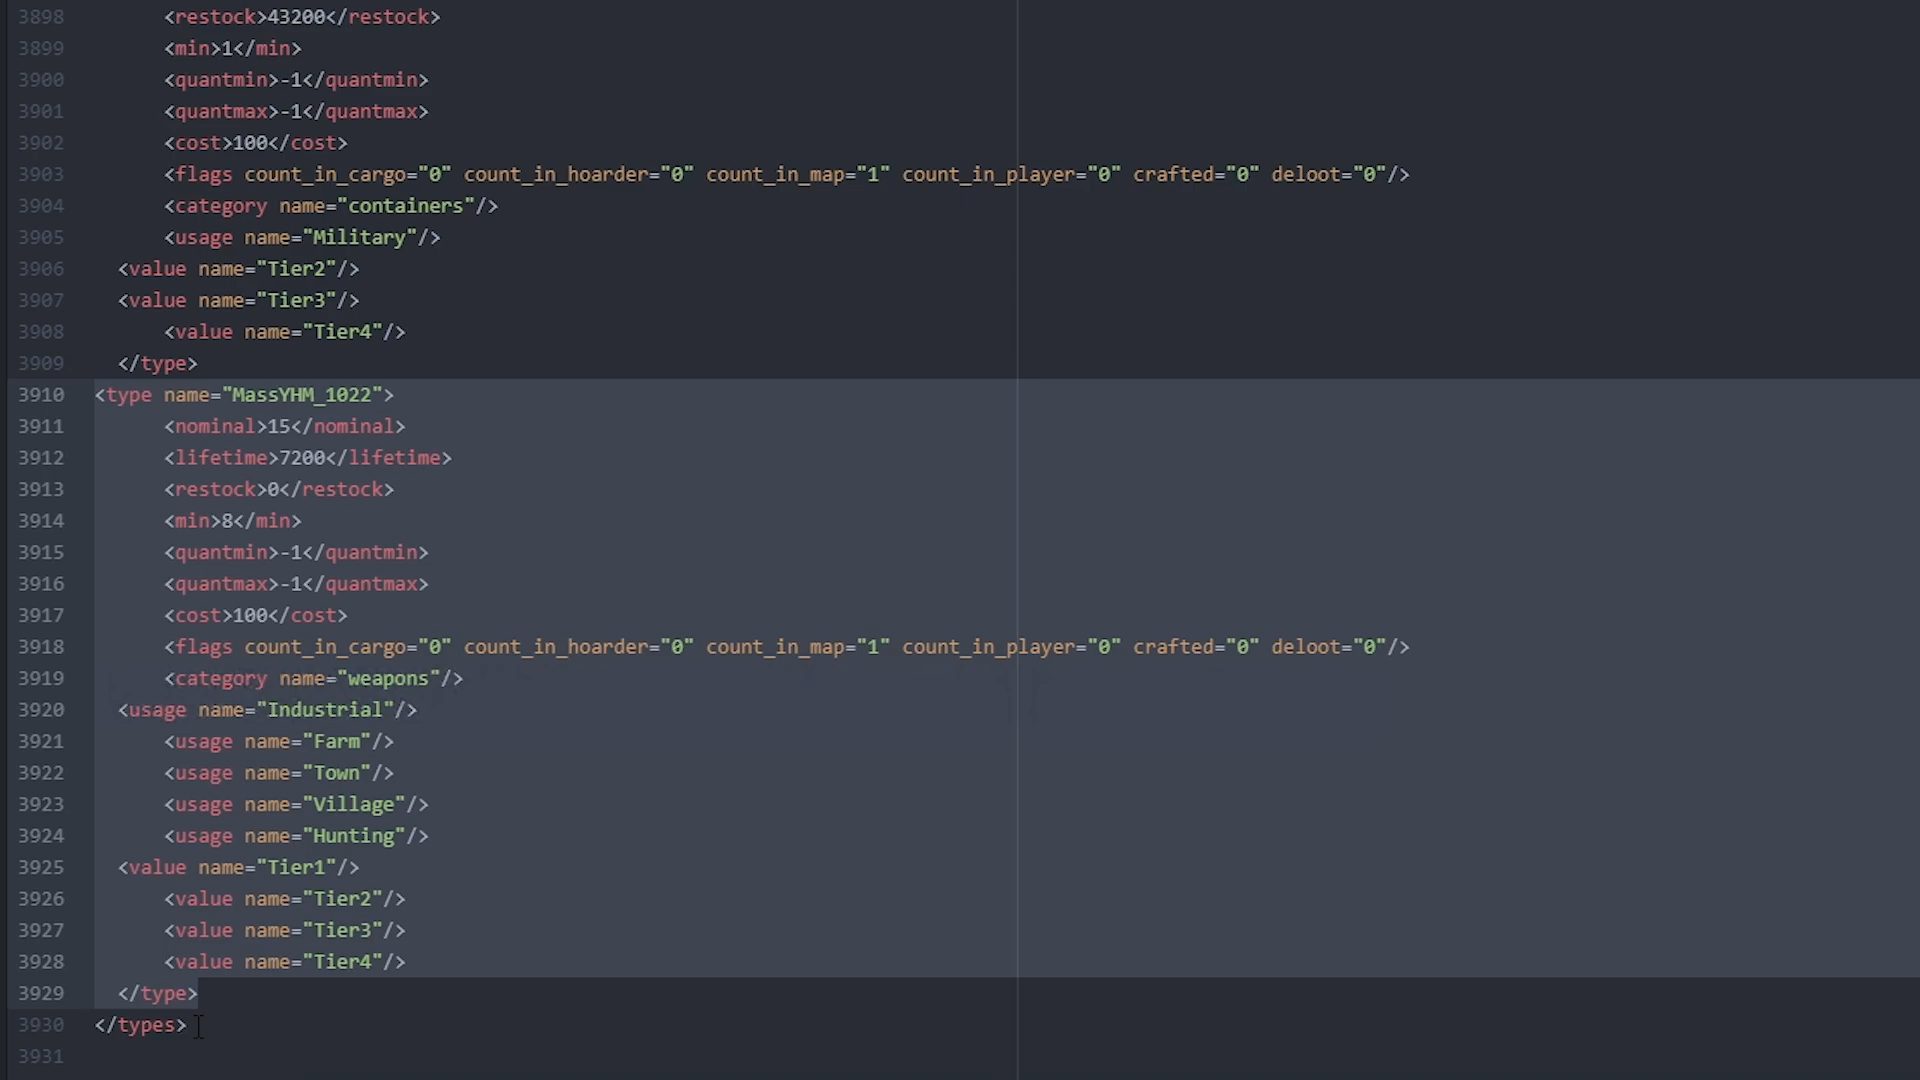 3898 <restock>43200</restock>
3899 <min>1</min>
3900 <quantmin>-1</quantmin>
3901 <quantmax>-1</quantmax>
3902 <cost>100</cost>
3903 <flags count_in_cargo="0" count_in_hoarder="0" count_in_map="1" count_in_player="0" crafted="0" deloot="0"/>
3904 <category name="containers"/>
3905 <usage name="Military"/>
3906 <value name="Tier2"/>
3907 <value name="Tier3"/>
3908 <value name="Tier4"/>
3909 </type>
3910 <type name="MassYHM_1022">
3911 <nominal>15</nominal>
3912 <lifetime>7200</lifetime>
3913 <restock>0</restock>
3914 <min>8</min>
3915 <quantmin>-1</quantmin>
3916 <quantmax>-1</quantmax>
3917 <cost>100</cost>
3918 <flags count_in_cargo="0" count_in_hoarder="0" count_in_map="1" count_in_player="0" crafted="0" deloot="0"/>
3919 <category name="weapons"/>
3920 <usage name="Industrial"/>
3921 <usage name="Farm"/>
3922 <usage name="Town"/>
3923 <usage name="Village"/>
3924 <usage name="Hunting"/>
3925 <value name="Tier1"/>
3926 <value name="Tier2"/>
3927 <value name="Tier3"/>
3928 <value name="Tier4"/>
3929 </type>
3930 </types>
3931